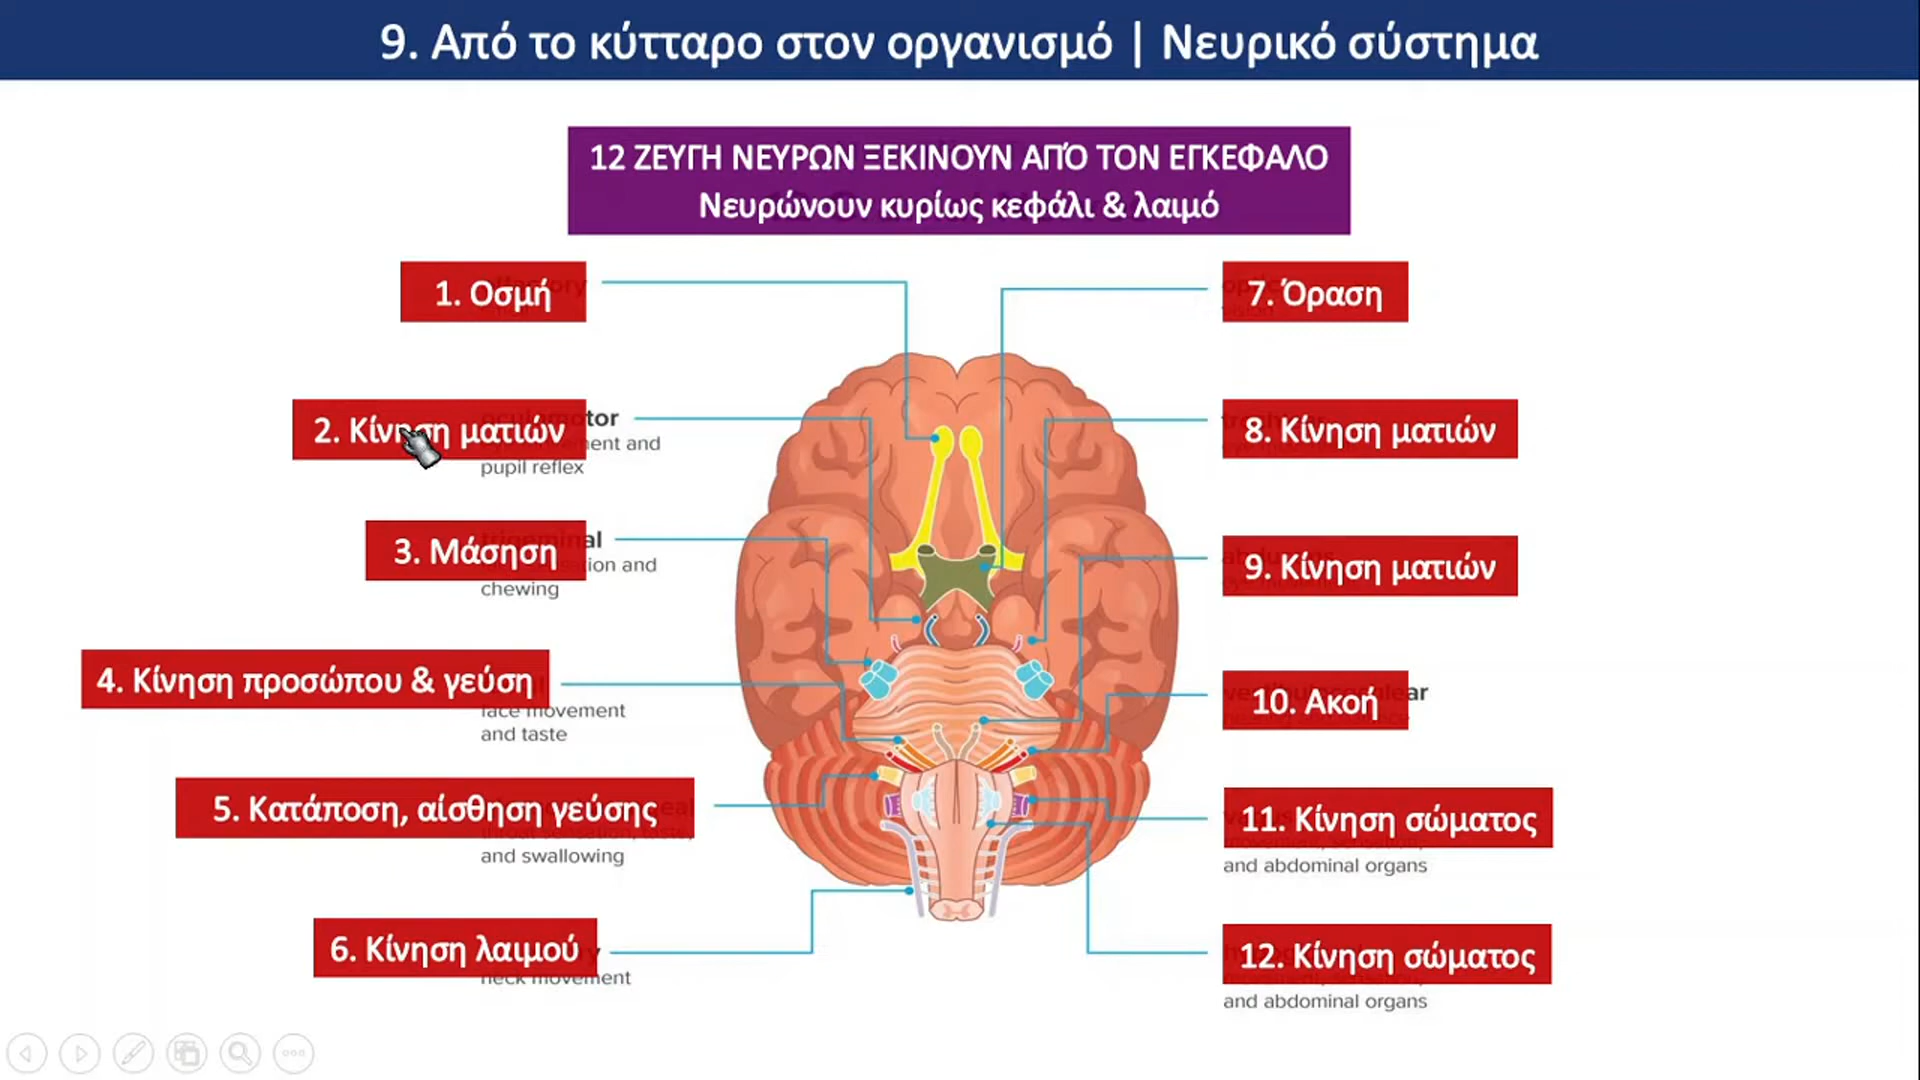 9. Από το κύτταρο στον οργανισμό | Νευρικό σύστημα
12 ΖΕΥΓΗ ΝΕΥΡΩΝ ΞΕΚΙΝΟΥΝ ΑΠΌ ΤΟΝ ΕΓΚΕΦΑΛΟ
Νευρώνουν κυρίως κεφάλι & λαιμό
1. Οσμή
2. Κίνηση ματιών
pupil reflex
3. Μάσηση
chewing
4. Κίνηση προσώπου & γεύση
face movement
and taste
5. Κατάποση, αίσθηση γεύσης
and swallowing
6. Κίνηση λαιμού
neck movement
7. Όραση
8. Κίνηση ματιών
9. Κίνηση ματιών
10. Ακοή
11. Κίνηση σώματος
and abdominal organs
12. Κίνηση σώματος
and abdominal organs